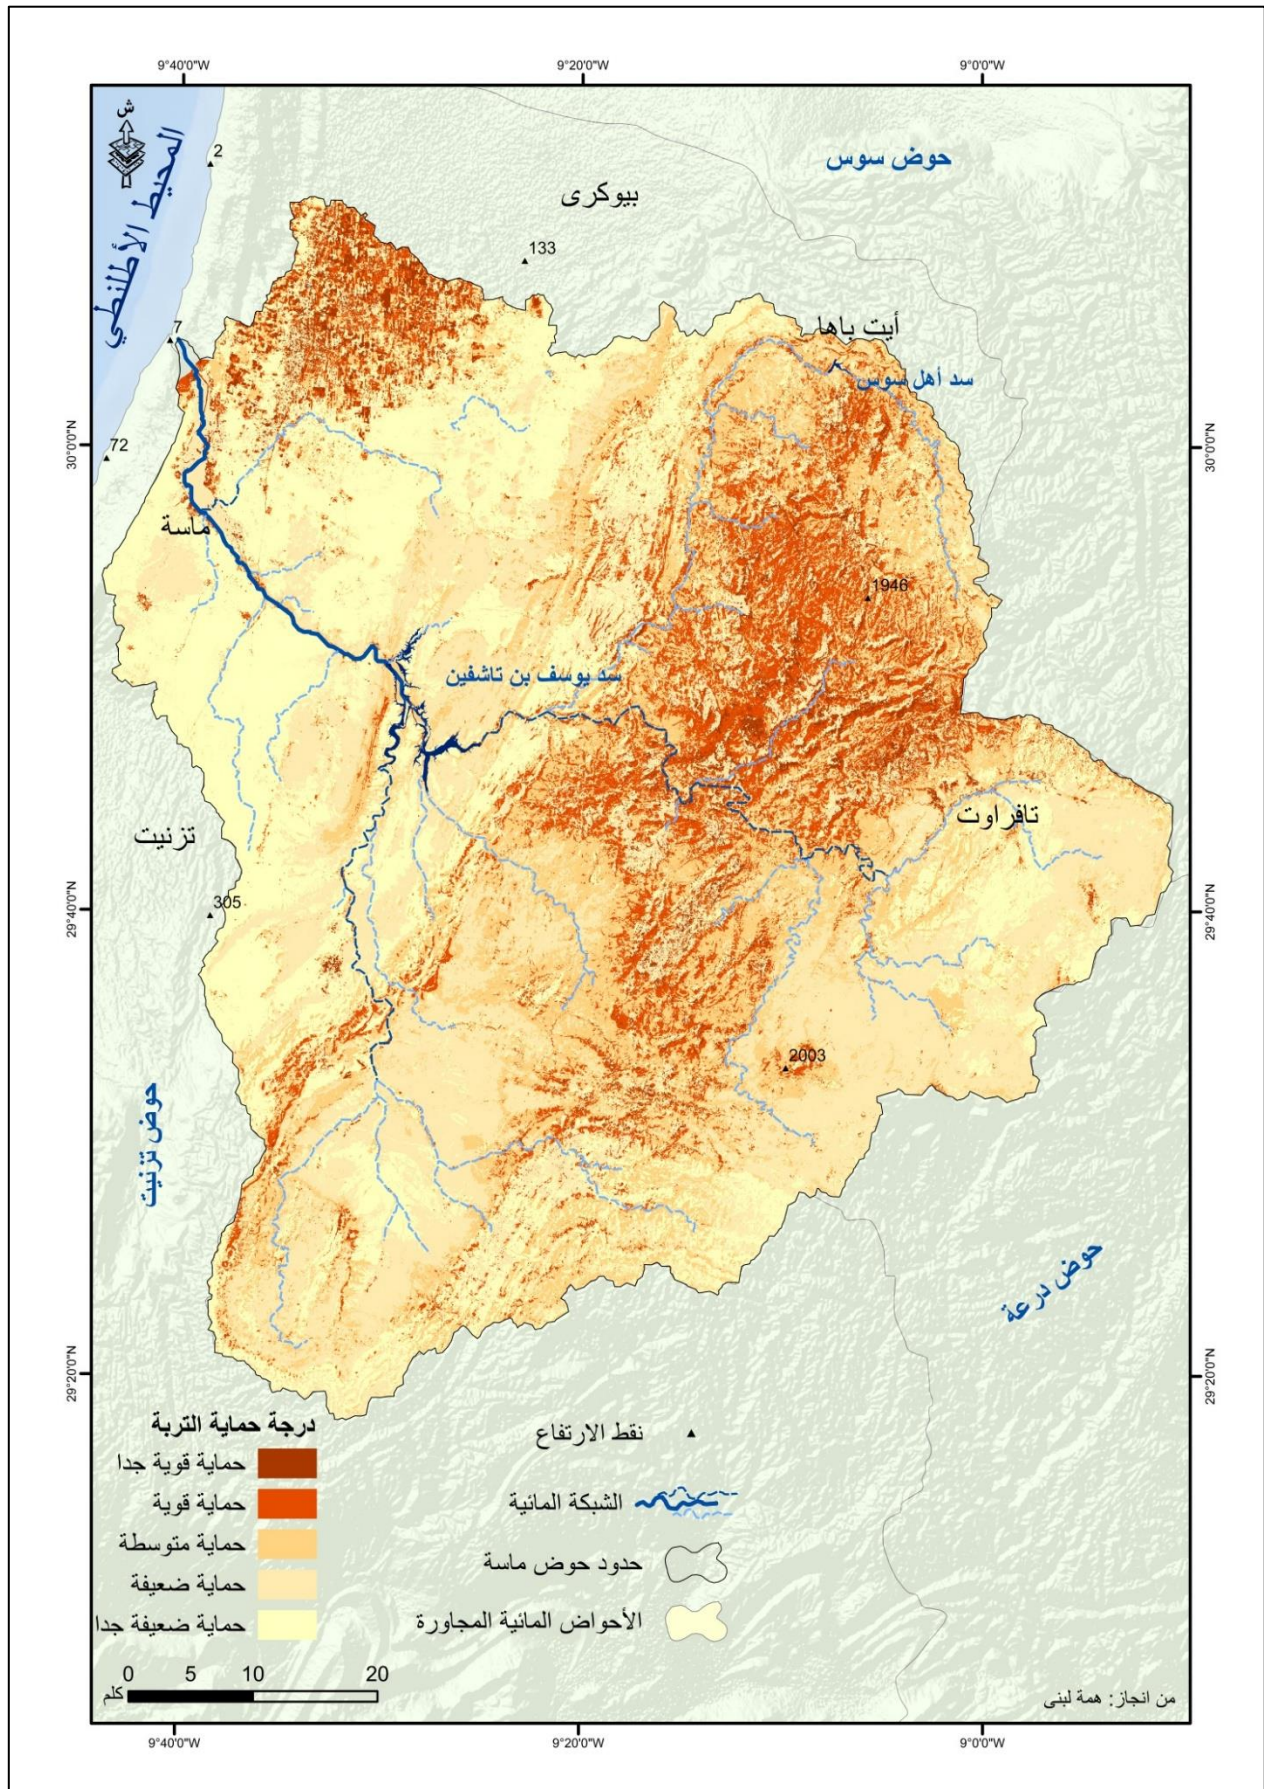 9°40'0"W
9°20'0"W
9°0'0"W
ش
المحيط الأطلنطي
2
حوض سوس
بيوكرى
133
7
أيت باها
سد أهل سوس
72
30°0'0"N
30°0'0"N
ماسة
1946
سد يوسف بن تاشفين
تزنيت
تافراوت
305
29°40'0"N
29°40'0"N
2003
حوض تزنيت
حوض درعة
29°20'0"N
29°20'0"N
درجة حماية التربة
حماية قوية جدا
حماية قوية
حماية متوسطة
حماية ضعيفة
حماية ضعيفة جدا
نقط الارتفاع
الشبكة المائية
حدود حوض ماسة
الأحواض المائية المجاورة
0 5 10 20
كلم
من انجاز: همة لبنى
9°40'0"W
9°20'0"W
9°0'0"W